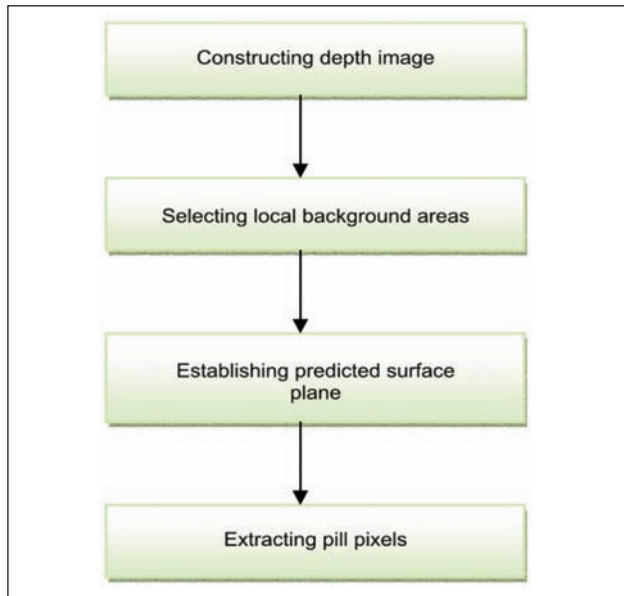 Constructing depth image
Selecting local background areas
Establishing predicted surface
plane
Extracting pill pixels